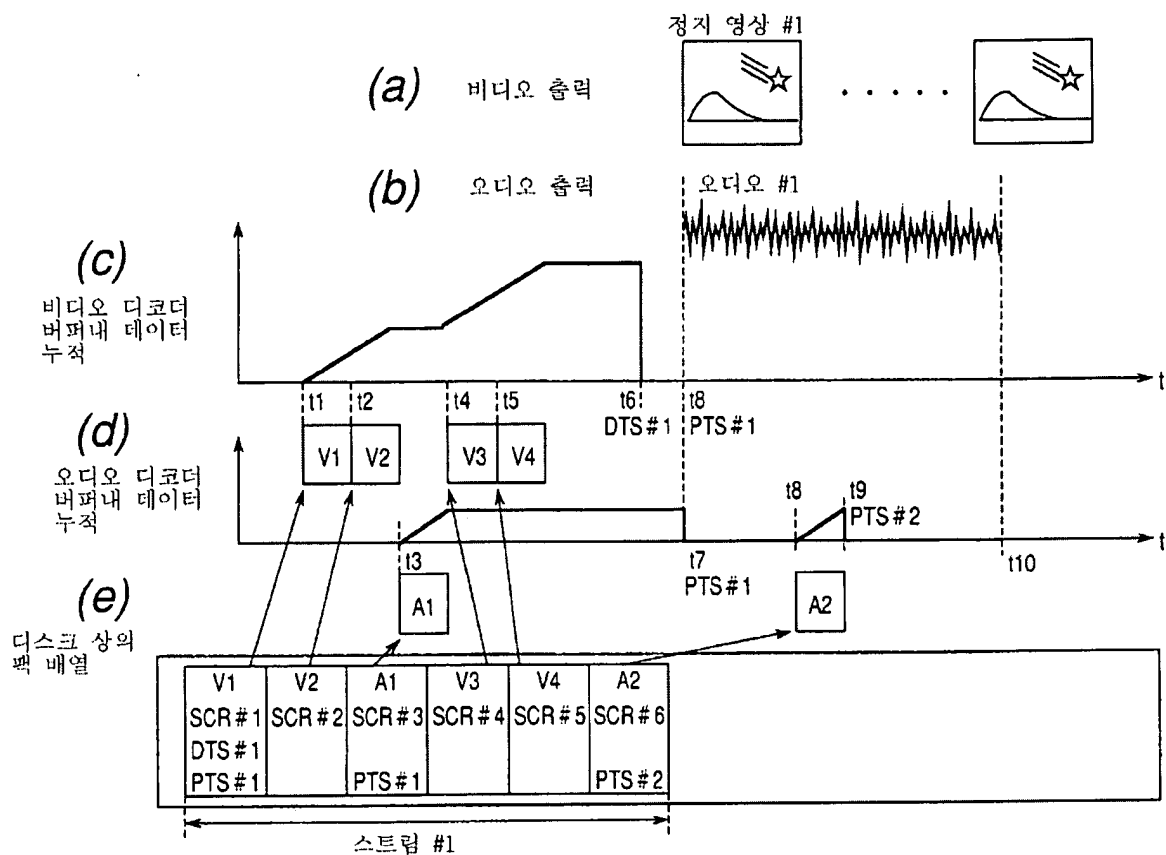 정지 영상 #1
(a) 비디오 출력
(b) 오디오 출력
오디오 #1
(c)
비디오 디코더
버퍼내 데이터
누적
t
t1 t2 t4 t5 t6 t8
DTS#1 PTS#1
(d)
V1 V2 V3 V4
오디오 디코더
버퍼내 데이터
누적
t8 t9
PTS#2
t
t3 t7 t10
PTS#1
(e)
A1 A2
디스크 상의
팩 배열
V1 V2 A1 V3 V4 A2
SCR#1 SCR#2 SCR#3 SCR#4 SCR#5 SCR#6
DTS#1
PTS#1 PTS#1 PTS#2
스트림 #1